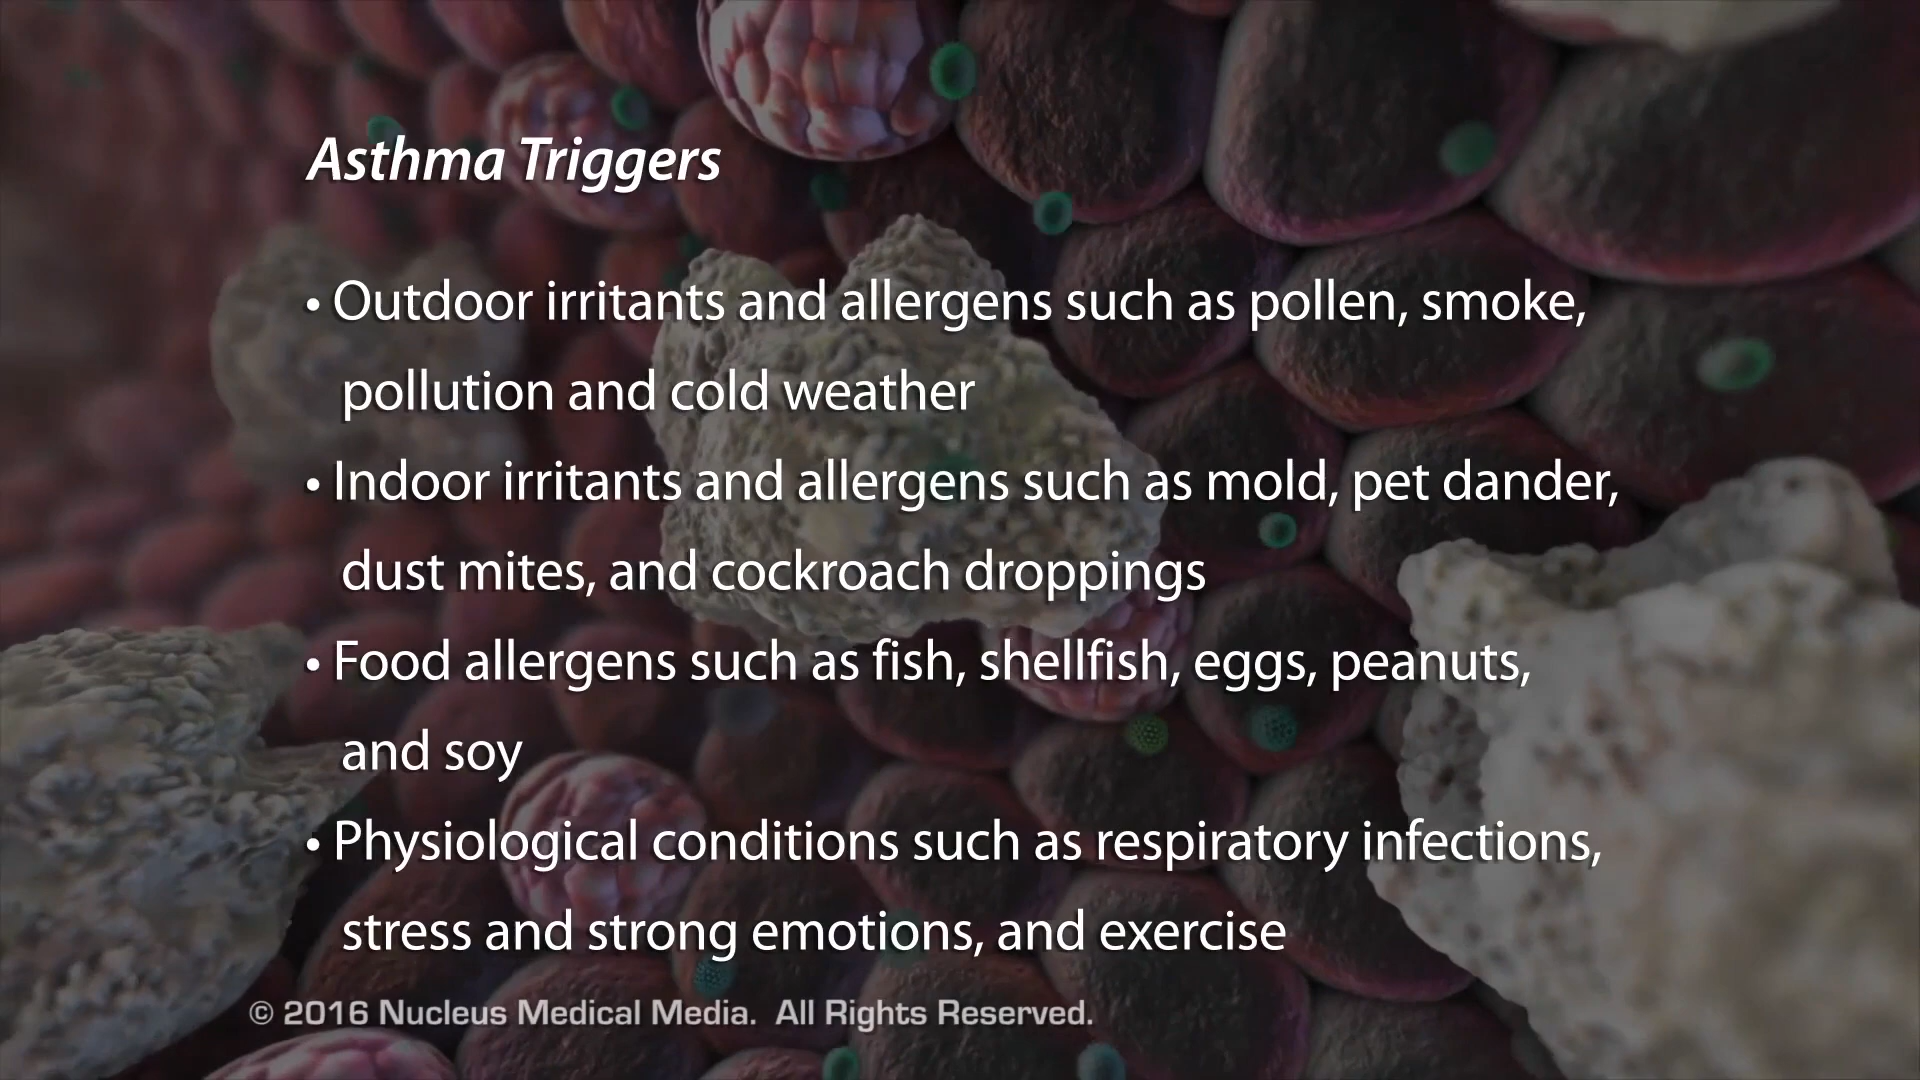 Asthma Triggers
• Outdoor irritants and allergens such as pollen, smoke,
pollution and cold weather
• Indoor irritants and allergens such as mold, pet dander,
dust mites, and cockroach droppings
• Food allergens such as fish, shellfish, eggs, peanuts,
and soy
• Physiological conditions such as respiratory infections,
stress and strong emotions, and exercise
© 2016 Nucleus Medical Media. All Rights Reserved.